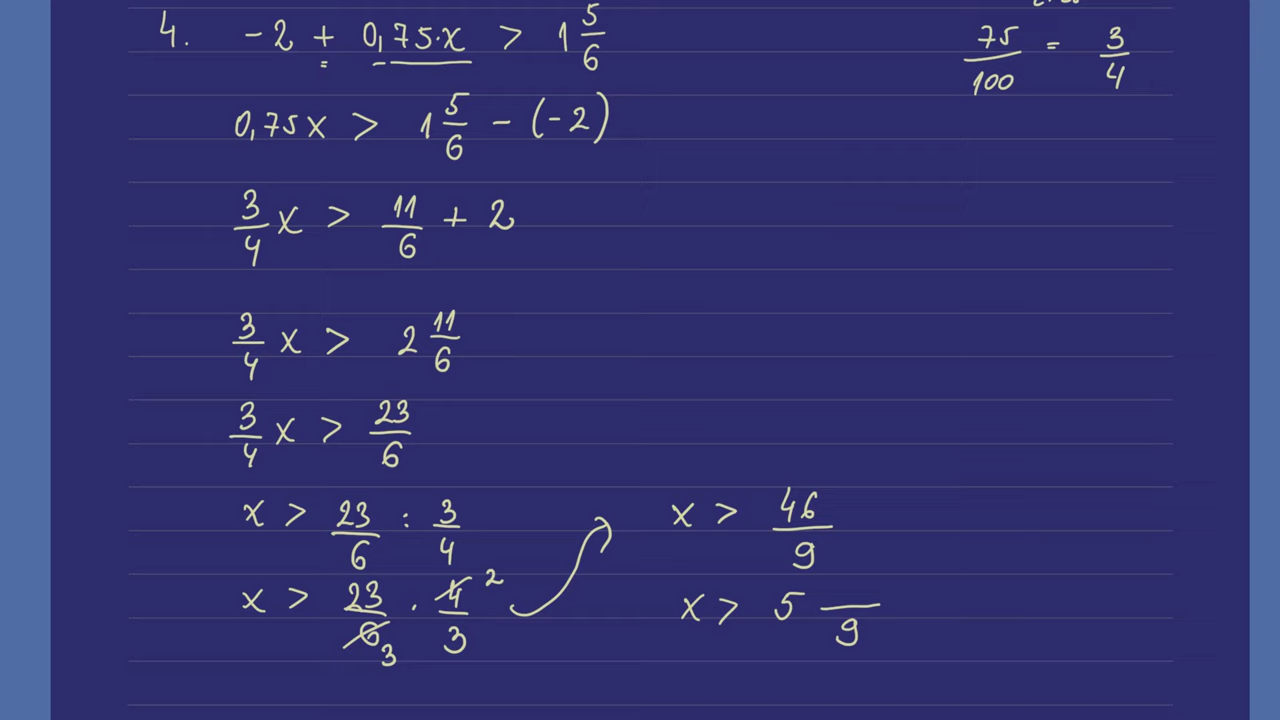 4. -2 + 0,75·x > 1 5/6
75/100 = 3/4
0,75x > 1 5/6 - (-2)
3/4 x > 11/6 + 2
3/4 x > 2 11/6
3/4 x > 23/6
x > 23/6 : 3/4
x > 23/6 · 4/3
3 2
x > 46/9
x > 5 /9